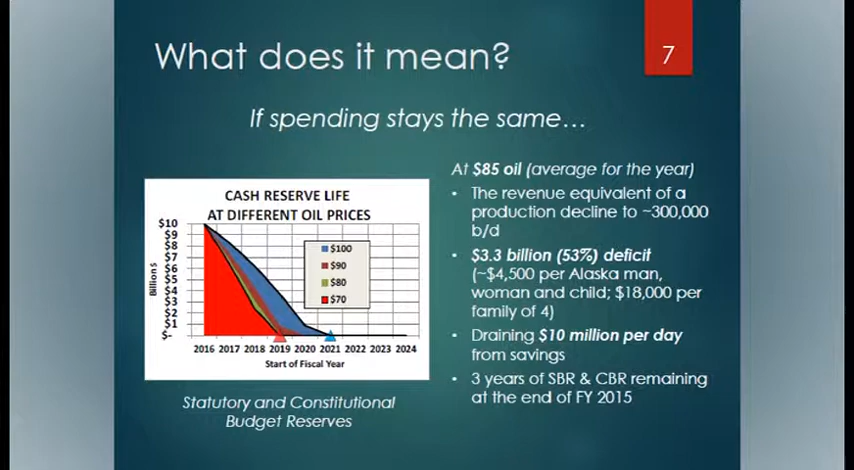 What does it mean?
7
If spending stays the same…
CASH RESERVE LIFE
AT DIFFERENT OIL PRICES
$10
$9
$8
$7
$6
$5
$4
$3
$2
$1
$-
Billions $
$100
$90
$80
$70
2016 2017 2018 2019 2020 2021 2022 2023 2024
Start of Fiscal Year
Statutory and Constitutional
Budget Reserves
At $85 oil (average for the year)
• The revenue equivalent of a
production decline to ~300,000
b/d
• $3.3 billion (53%) deficit
(~$4,500 per Alaska man,
woman and child; $18,000 per
family of 4)
• Draining $10 million per day
from savings
• 3 years of SBR & CBR remaining
at the end of FY 2015